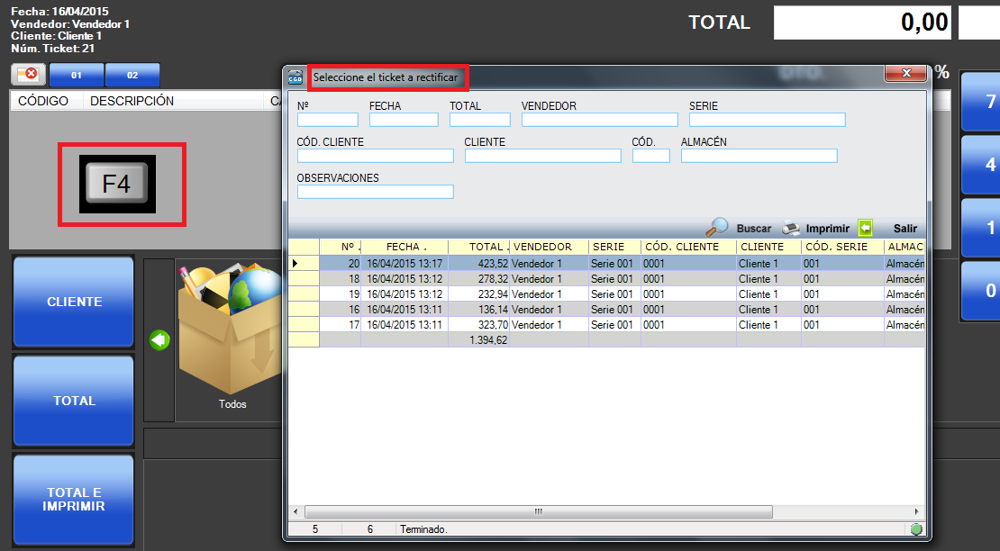 Fecha: 16/04/2015
Vendedor: Vendedor 1
Cliente: Cliente 1
Núm. Ticket: 21
TOTAL 0,00
01 02
DTO. %
CÓDIGO DESCRIPCIÓN CA
F4
CLIENTE
TOTAL
TOTAL E
IMPRIMIR
Todos
7
4
1
0
CGD Seleccione el ticket a rectificar
Nº FECHA TOTAL VENDEDOR SERIE
CÓD. CLIENTE CLIENTE CÓD. ALMACÉN
OBSERVACIONES
Buscar Imprimir Salir
Nº . FECHA . TOTAL . VENDEDOR SERIE CÓD. CLIENTE CLIENTE CÓD. SERIE ALMAC
20 16/04/2015 13:17 423,52 Vendedor 1 Serie 001 0001 Cliente 1 001 Almacén
18 16/04/2015 13:12 278,32 Vendedor 1 Serie 001 0001 Cliente 1 001 Almacén
19 16/04/2015 13:12 232,94 Vendedor 1 Serie 001 0001 Cliente 1 001 Almacén
16 16/04/2015 13:11 136,14 Vendedor 1 Serie 001 0001 Cliente 1 001 Almacén
17 16/04/2015 13:11 323,70 Vendedor 1 Serie 001 0001 Cliente 1 001 Almacén
1.394,62
5 6 Terminado.